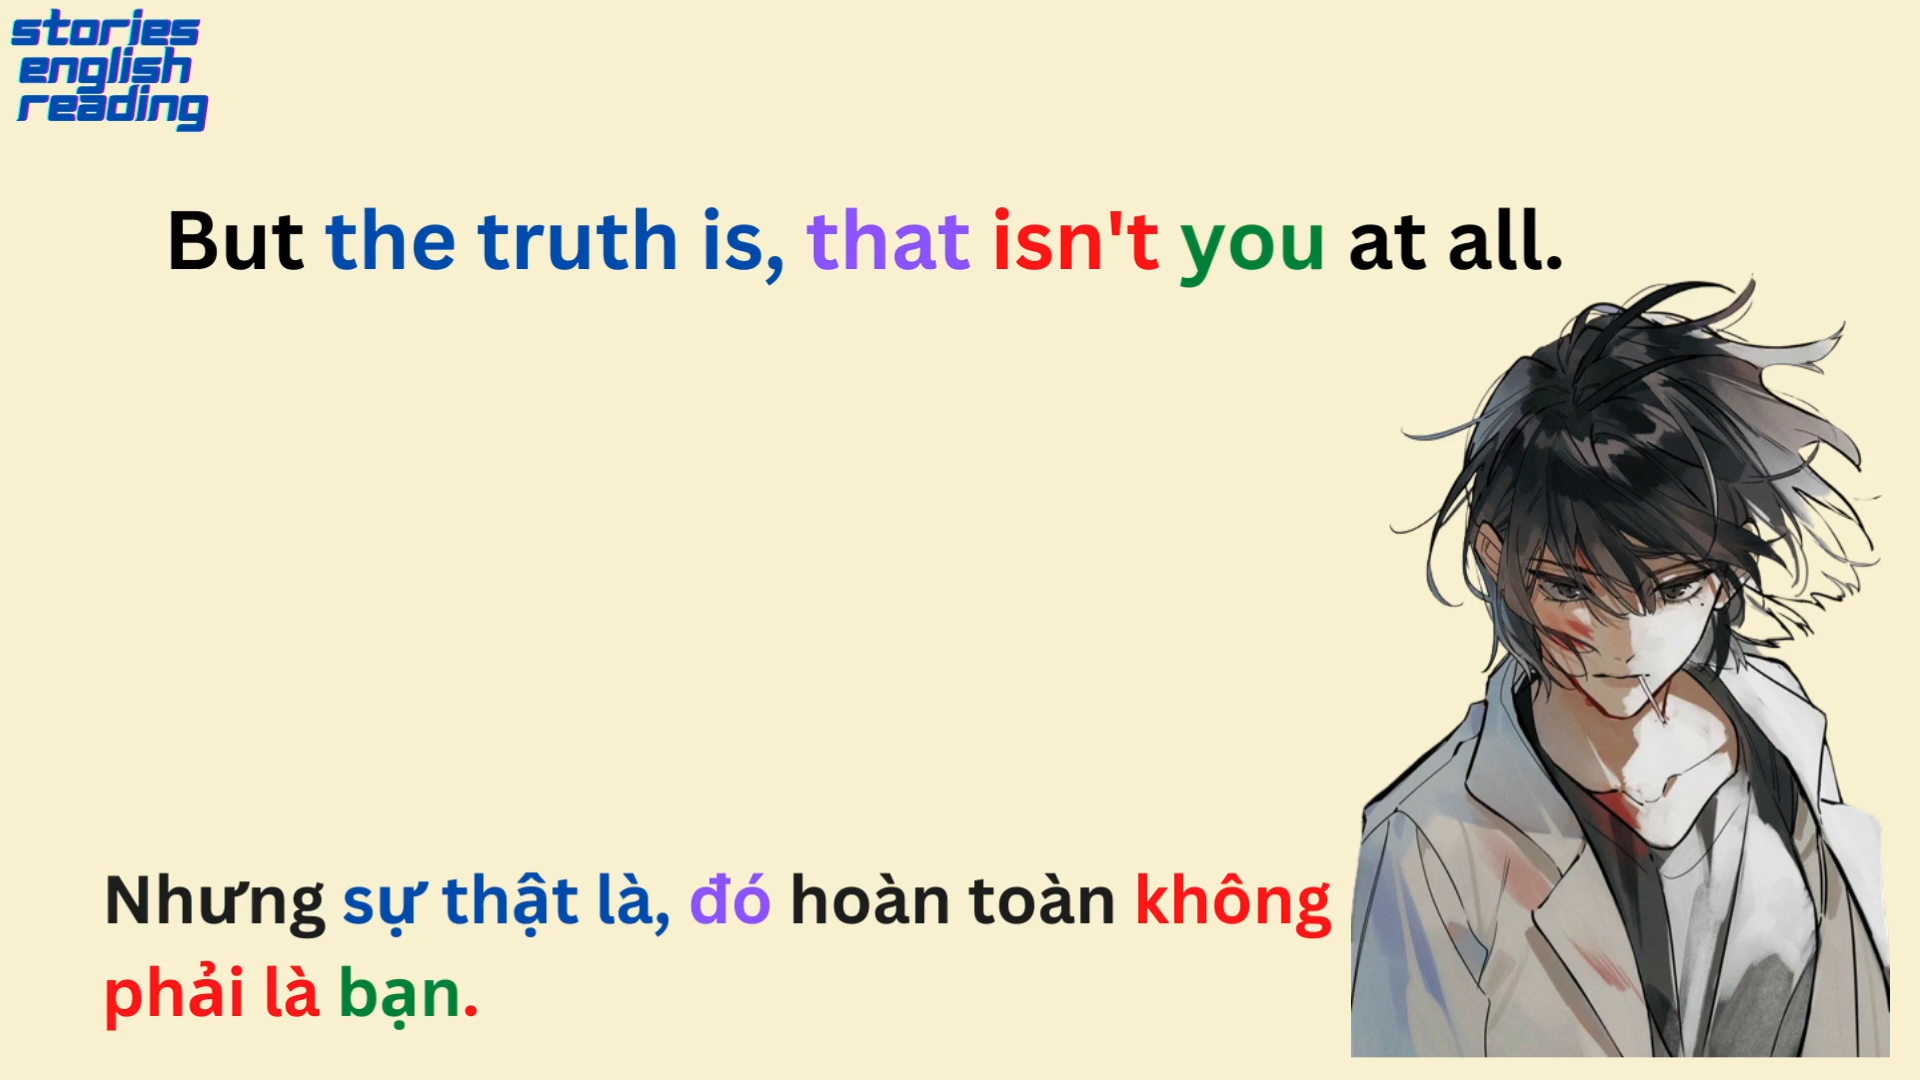 stories
english
reading
But the truth is, that isn't you at all.
Nhưng sự thật là, đó hoàn toàn không
phải là bạn.